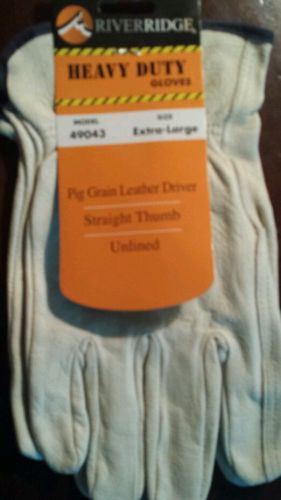 RIVERRIDGE
HEAVY DUTY
GLOVES
MODEL
49043
SIZE
Extra-Large
Pig Grain Leather Driver
Straight Thumb
Unlined